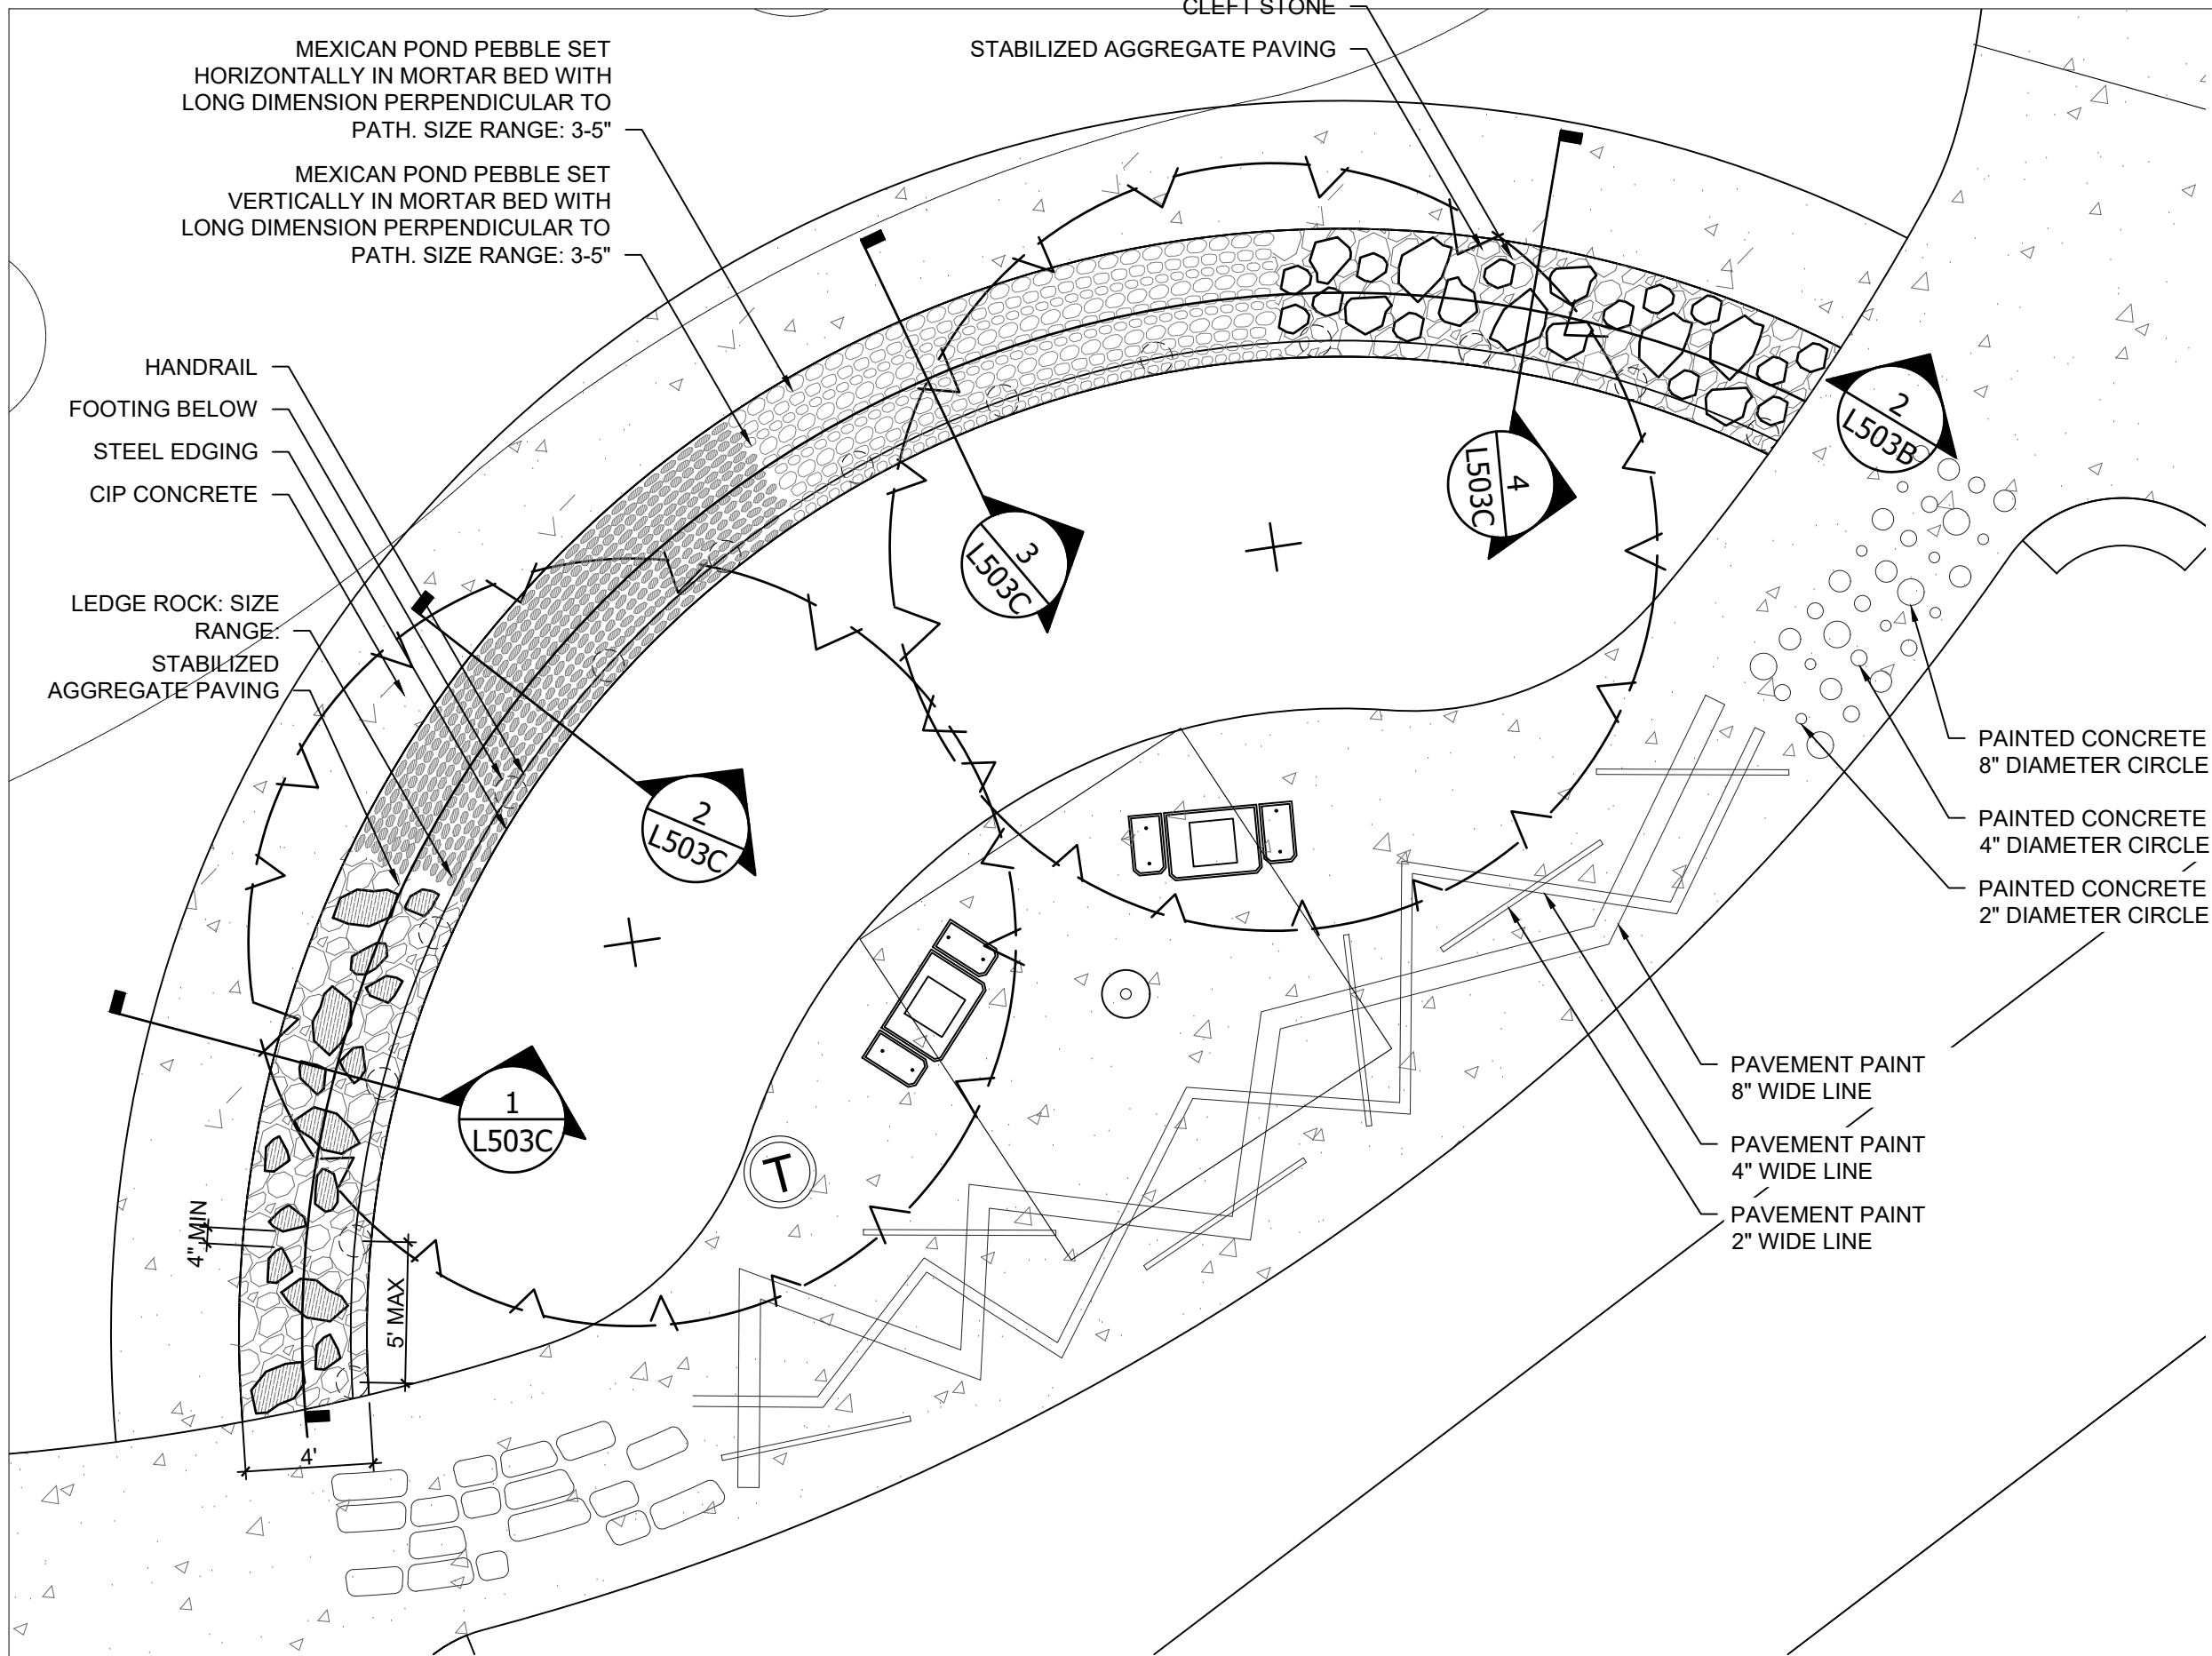 CLEFT STONE
STABILIZED AGGREGATE PAVING
MEXICAN POND PEBBLE SET
HORIZONTALLY IN MORTAR BED WITH
LONG DIMENSION PERPENDICULAR TO
PATH. SIZE RANGE: 3-5"
MEXICAN POND PEBBLE SET
VERTICALLY IN MORTAR BED WITH
LONG DIMENSION PERPENDICULAR TO
PATH. SIZE RANGE: 3-5"
HANDRAIL
FOOTING BELOW
STEEL EDGING
CIP CONCRETE
LEDGE ROCK: SIZE
RANGE:
STABILIZED
AGGREGATE PAVING
2
L503B
4
L503C
3
L503C
2
L503C
1
L503C
PAINTED CONCRETE
8" DIAMETER CIRCLE
PAINTED CONCRETE
4" DIAMETER CIRCLE
PAINTED CONCRETE
2" DIAMETER CIRCLE
PAVEMENT PAINT
8" WIDE LINE
PAVEMENT PAINT
4" WIDE LINE
PAVEMENT PAINT
2" WIDE LINE
T
4" MIN
5' MAX
4'